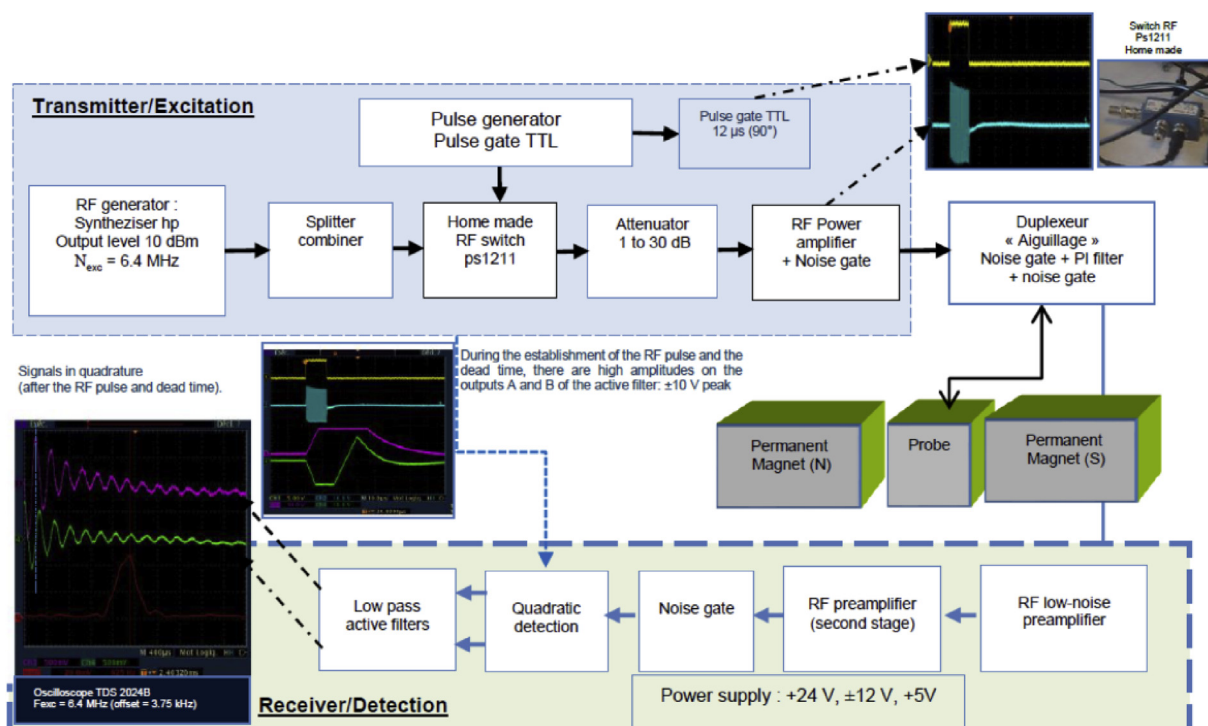 Switch RF
Ps1211
Home made
Transmitter/Excitation
Pulse generator
Pulse gate TTL
Pulse gate TTL
12 µs (90°)
RF generator :
Syntheziser hp
Output level 10 dBm
N_exc = 6.4 MHz
Splitter
combiner
Home made
RF switch
ps1211
Attenuator
1 to 30 dB
RF Power
amplifier
+ Noise gate
Duplexeur
« Aiguillage »
Noise gate + PI filter
+ noise gate
Signals in quadrature
(after the RF pulse and dead time).
During the establishment of the RF pulse and the
dead time, there are high amplitudes on the
outputs A and B of the active filter: ±10 V peak
Permanent
Magnet (N)
Probe
Permanent
Magnet (S)
Low pass
active filters
Quadratic
detection
Noise gate
RF preamplifier
(second stage)
RF low-noise
preamplifier
Oscilloscope TDS 2024B
Fexc = 6.4 MHz (offset = 3.75 kHz)
Receiver/Detection
Power supply : +24 V, ±12 V, +5V